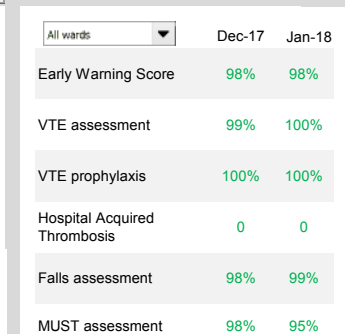 All wards Dec-17 Jan-18
Early Warning Score 98% 98%
VTE assessment 99% 100%
VTE prophylaxis 100% 100%
Hospital Acquired
Thrombosis 0 0
Falls assessment 98% 99%
MUST assessment 98% 95%